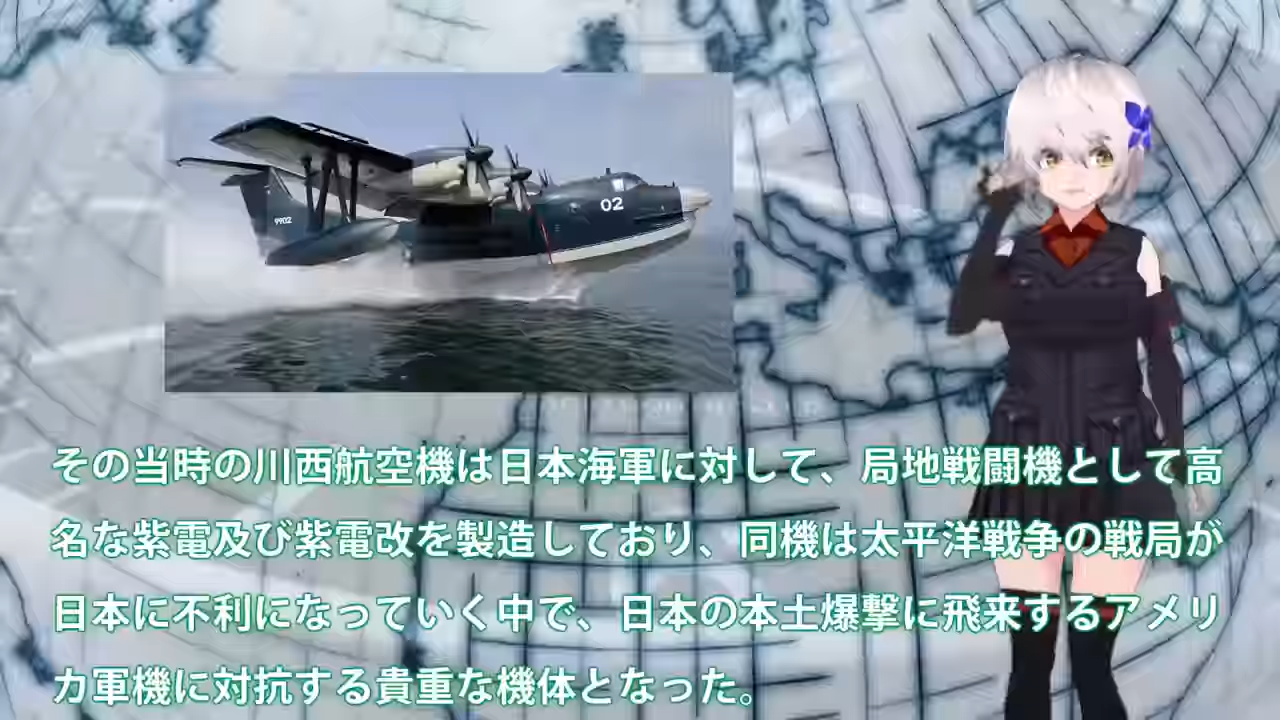 02
9902
その当時の川西航空機は日本海軍に対して、局地戦闘機として高
名な紫電及び紫電改を製造しており、同機は太平洋戦争の戦局が
日本に不利になっていく中で、日本の本土爆撃に飛来するアメリ
カ軍機に対抗する貴重な機体となった。